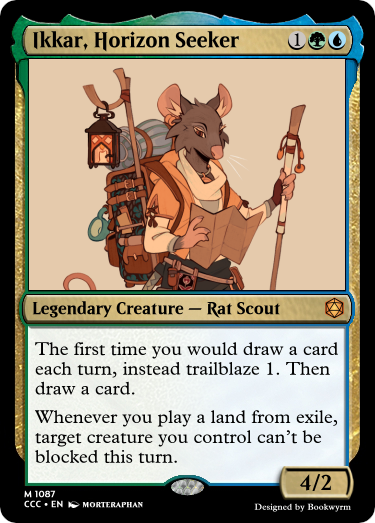 Ikkar, Horizon Seeker 1
Legendary Creature — Rat Scout
The first time you would draw a card
each turn, instead trailblaze 1. Then
draw a card.
Whenever you play a land from exile,
target creature you control can't be
blocked this turn.
4/2
M 1087
CCC • EN MORTERAPHAN
Designed by Bookwyrm